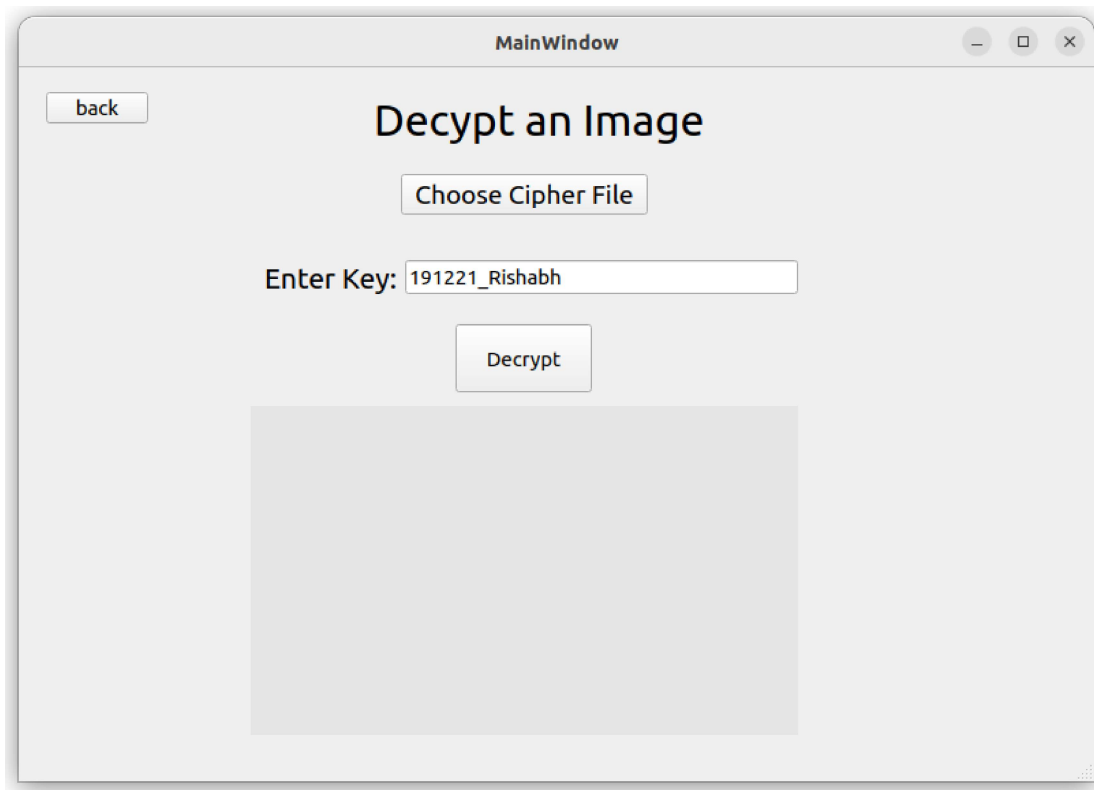 MainWindow
back
Decypt an Image
Choose Cipher File
Enter Key: 191221_Rishabh
Decrypt